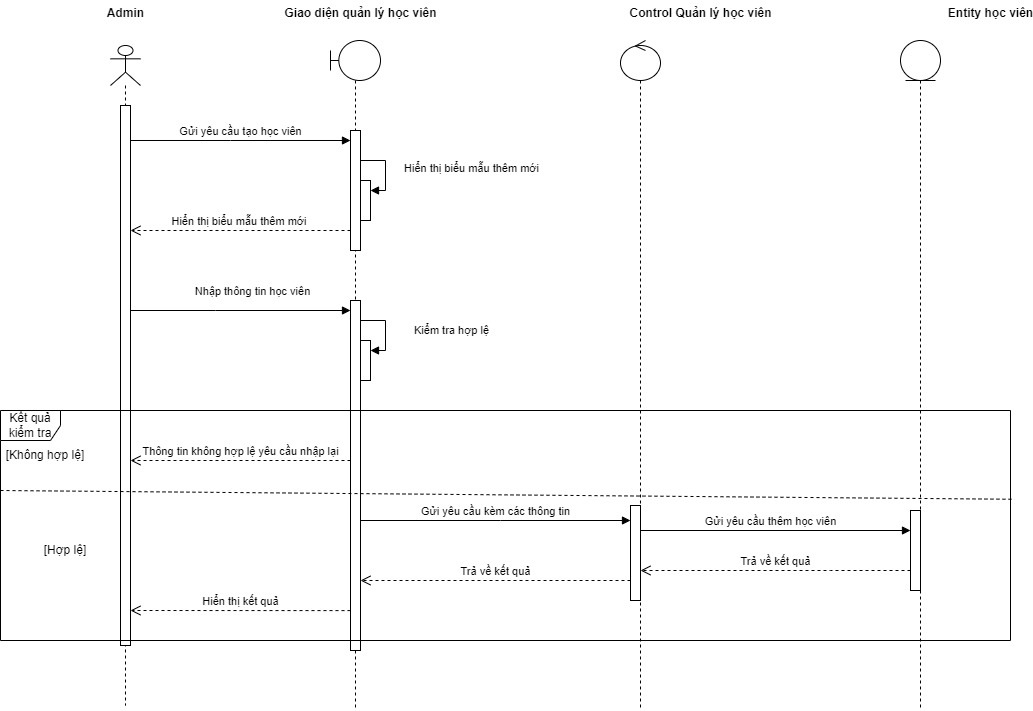 Admin
Giao diện quản lý học viên
Control Quản lý học viên
Entity học viên
Gửi yêu cầu tạo học viên
Hiển thị biểu mẫu thêm mới
Hiển thị biểu mẫu thêm mới
Nhập thông tin học viên
Kiểm tra hợp lệ
Kết quả
kiểm tra
Thông tin không hợp lệ yêu cầu nhập lại
[Không hợp lệ]
Gửi yêu cầu kèm các thông tin
Gửi yêu cầu thêm học viên
[Hợp lệ]
Trả về kết quả
Trả về kết quả
Hiển thị kết quả